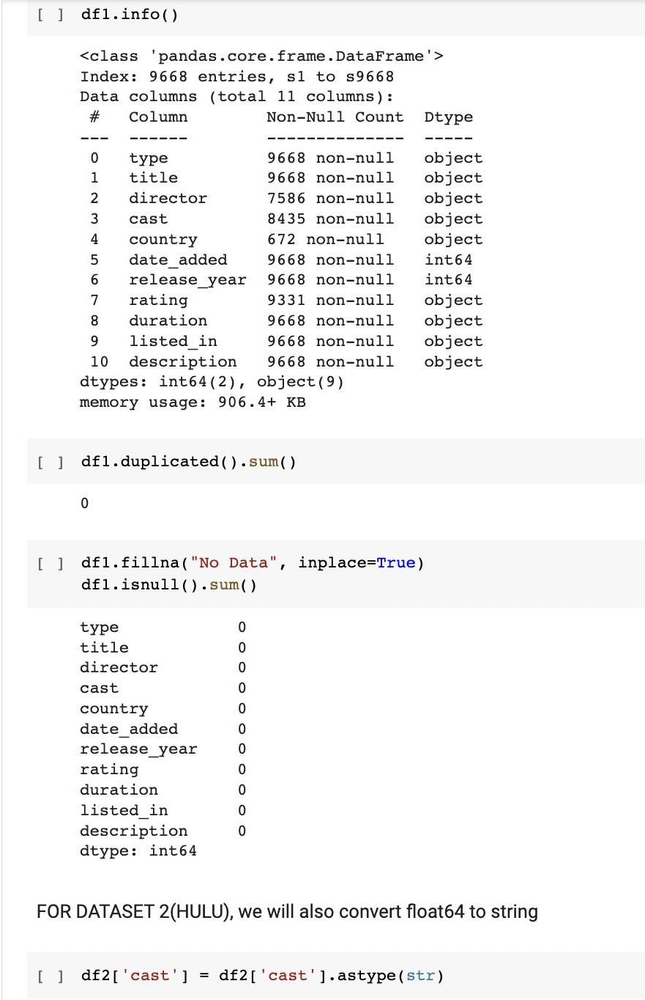 [ ] df1.info()
<class 'pandas.core.frame.DataFrame'>
Index: 9668 entries, s1 to s9668
Data columns (total 11 columns):
# Column Non-Null Count Dtype
--- ------ -------------- -----
0 type 9668 non-null object
1 title 9668 non-null object
2 director 7586 non-null object
3 cast 8435 non-null object
4 country 672 non-null object
5 date_added 9668 non-null int64
6 release_year 9668 non-null int64
7 rating 9331 non-null object
8 duration 9668 non-null object
9 listed_in 9668 non-null object
10 description 9668 non-null object
dtypes: int64(2), object(9)
memory usage: 906.4+ KB
[ ] df1.duplicated().sum()
0
[ ] df1.fillna("No Data", inplace=True)
df1.isnull().sum()
type 0
title 0
director 0
cast 0
country 0
date_added 0
release_year 0
rating 0
duration 0
listed_in 0
description 0
dtype: int64
FOR DATASET 2(HULU), we will also convert float64 to string
[ ] df2['cast'] = df2['cast'].astype(str)